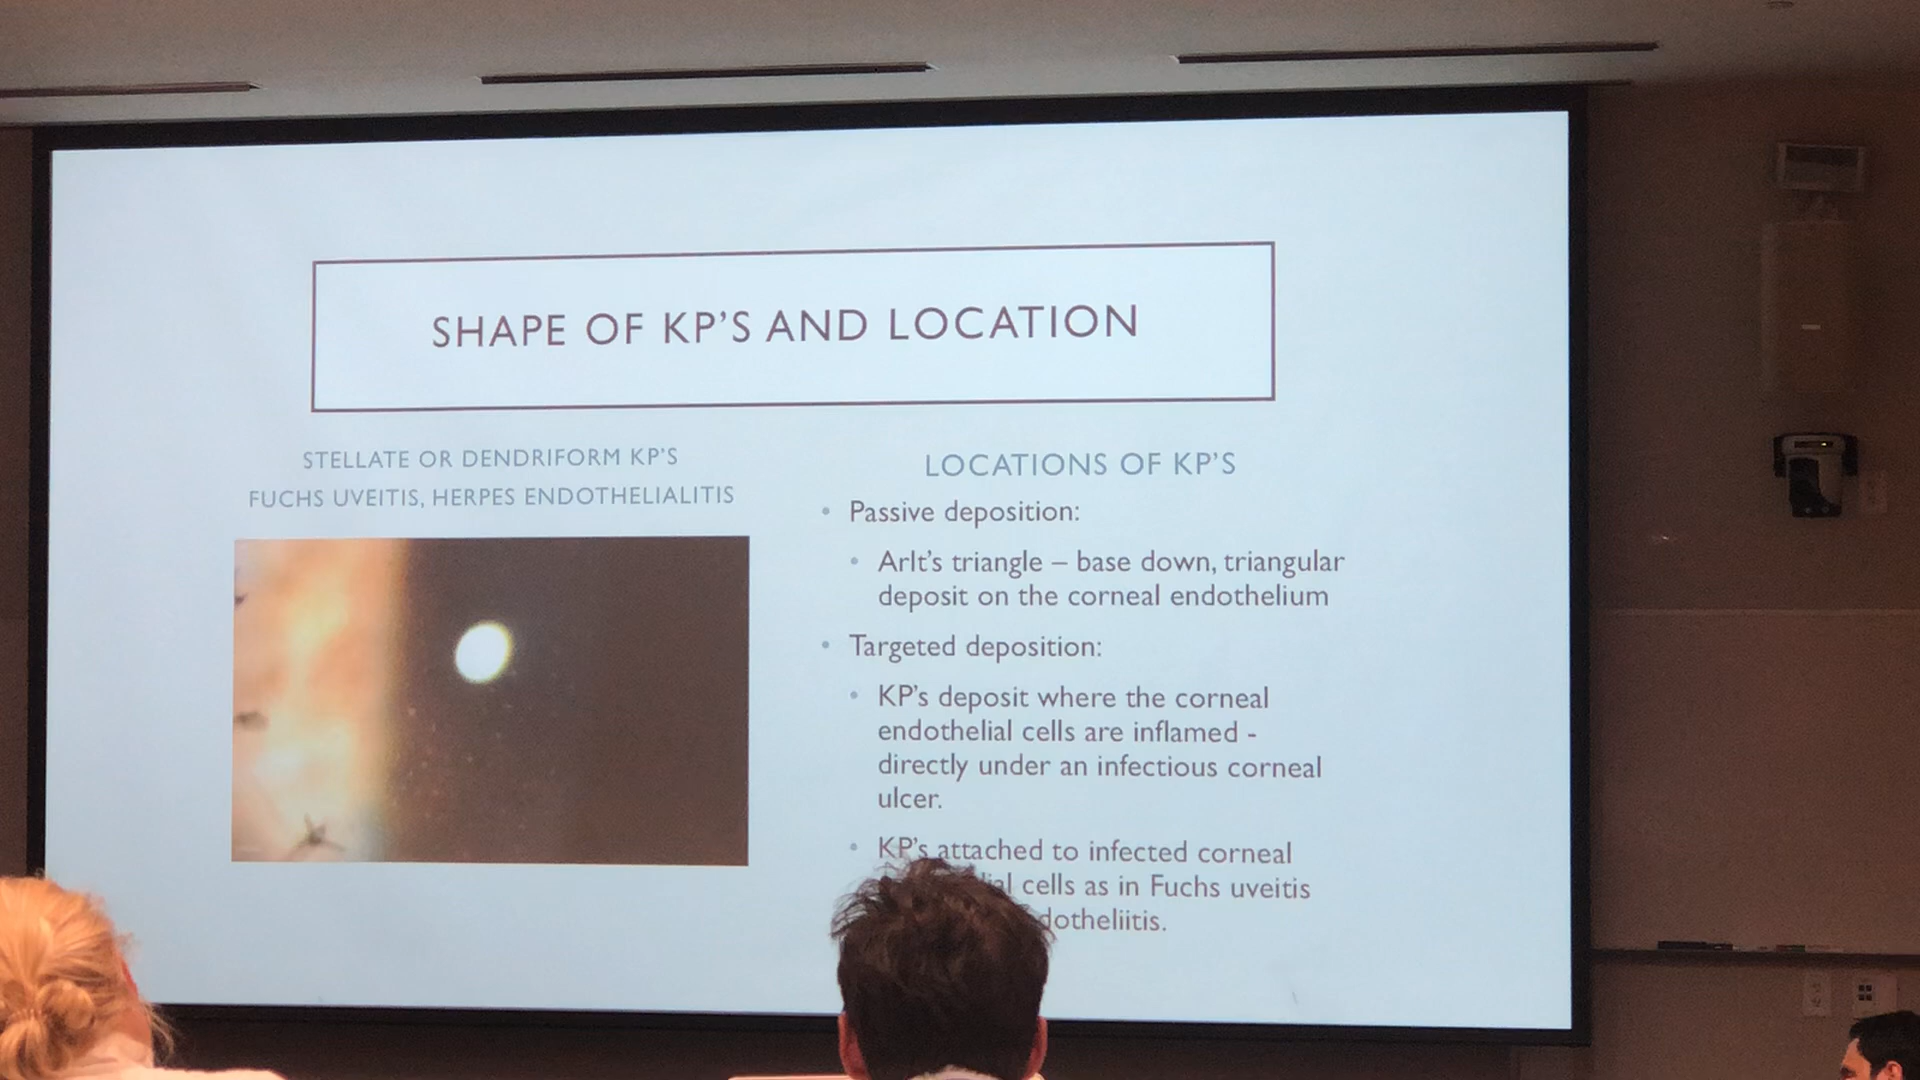 SHAPE OF KP'S AND LOCATION
STELLATE OR DENDRIFORM KP'S
FUCHS UVEITIS, HERPES ENDOTHELIALITIS
LOCATIONS OF KP'S
• Passive deposition:
• Arlt's triangle – base down, triangular
deposit on the corneal endothelium
• Targeted deposition:
• KP's deposit where the corneal
endothelial cells are inflamed -
directly under an infectious corneal
ulcer.
• KP's attached to infected corneal
cells as in Fuchs uveitis